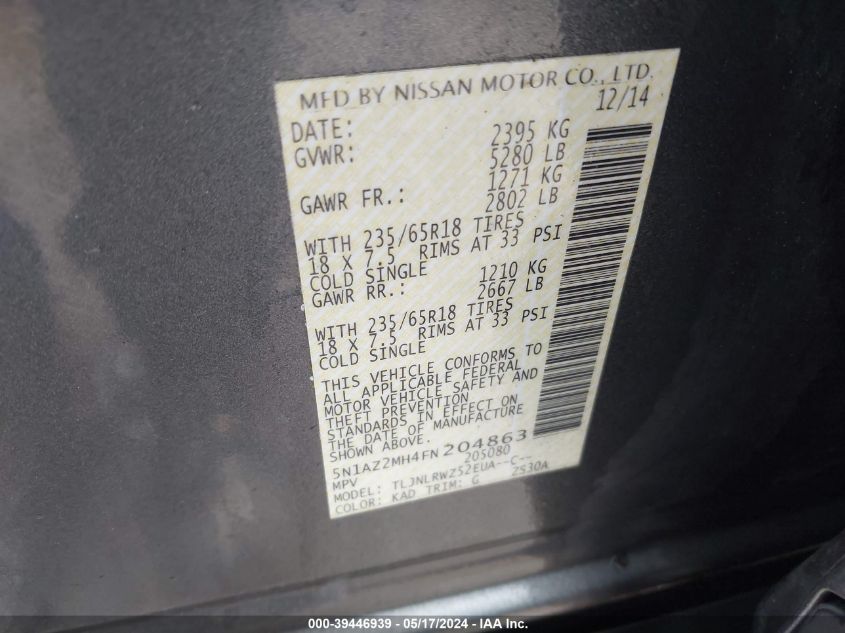 MFD BY NISSAN MOTOR CO., LTD.
DATE: 12/14
GVWR: 2395 KG
5280 LB
GAWR FR.: 1271 KG
2802 LB
WITH 235/65R18 TIRES
18 X 7.5 RIMS AT 33 PSI
COLD SINGLE
GAWR RR.: 1210 KG
2667 LB
WITH 235/65R18 TIRES
18 X 7.5 RIMS AT 33 PSI
COLD SINGLE
THIS VEHICLE CONFORMS TO
ALL APPLICABLE FEDERAL
MOTOR VEHICLE SAFETY AND
THEFT PREVENTION
STANDARDS IN EFFECT ON
THE DATE OF MANUFACTURE
SHOWN ABOVE.
5N1AZ2MH4FN204863
MPV 205080
MODEL: TLJNLRWZ52EUA--C--
COLOR: KAD TRIM: G ZS30A
000-39446939 - 05/17/2024 - IAA Inc.